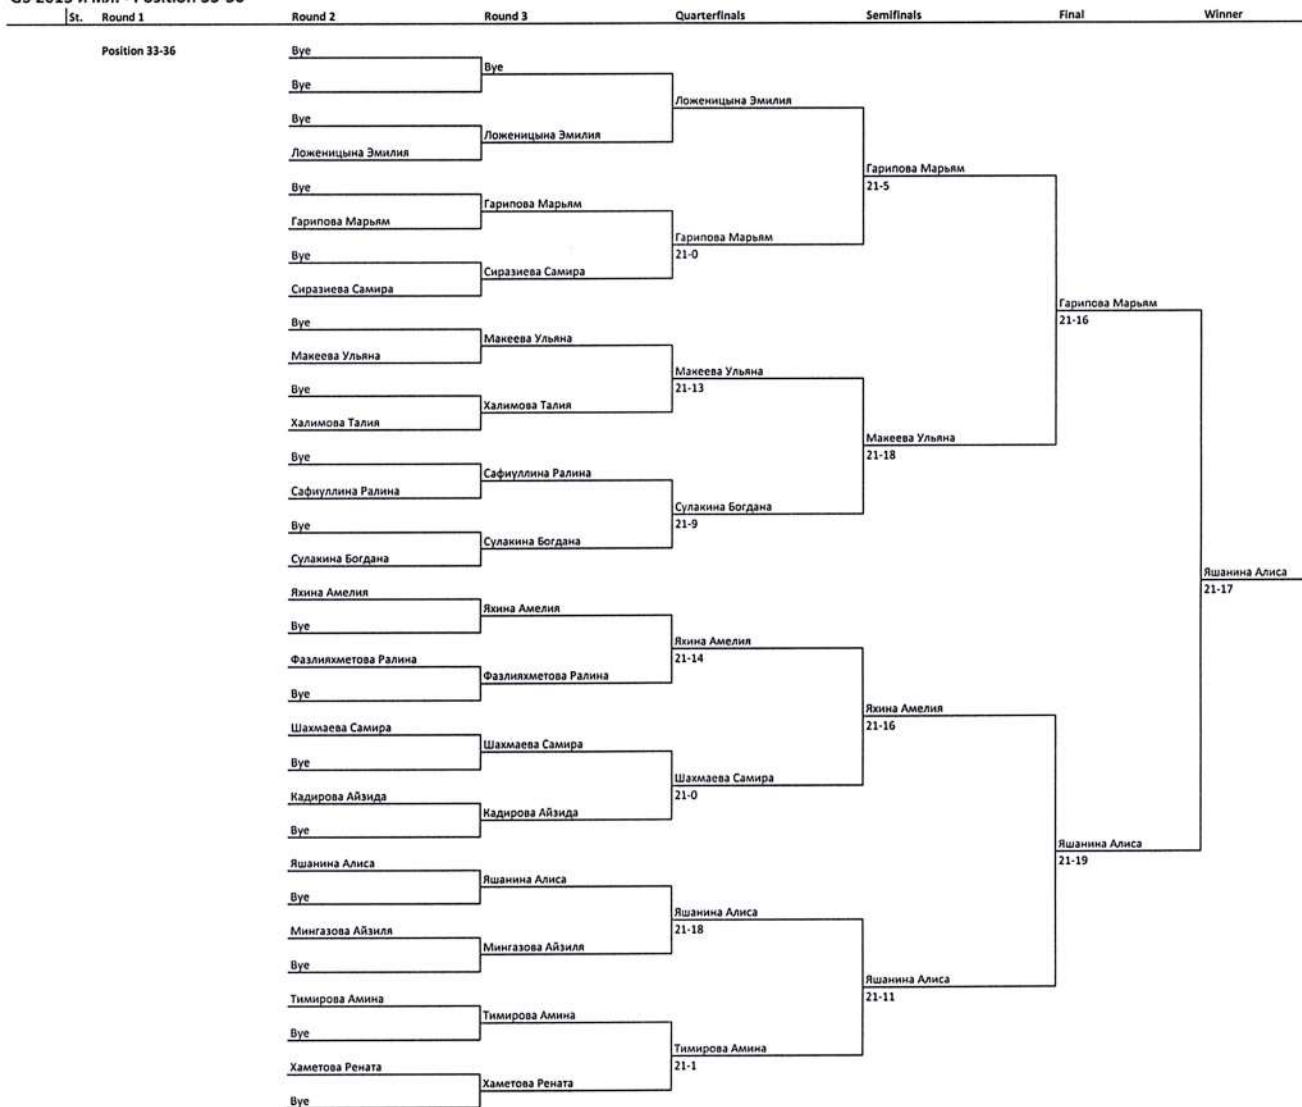 и мл. - Position 33-36
St. Round 1 Round 2 Round 3 Quarterfinals Semifinals Final Winner
Position 33-36
Bye
Bye
Bye
Ложеницына Эмилия
Bye
Гарипова Марьям
Bye
Сиразиева Самира
Bye
Макеева Ульяна
Bye
Халимова Талия
Bye
Сафиуллина Ралина
Bye
Сулакина Богдана
Яхина Амелия
Bye
Фазлияхметова Ралина
Bye
Шахмаева Самира
Bye
Кадирова Айзида
Bye
Яшанина Алиса
Bye
Мингазова Айзиля
Bye
Тимирова Амина
Bye
Хаметова Рената
Bye
Bye
Ложеницына Эмилия
Гарипова Марьям
Сиразиева Самира
Макеева Ульяна
Халимова Талия
Сафиуллина Ралина
Сулакина Богдана
Яхина Амелия
Фазлияхметова Ралина
Шахмаева Самира
Кадирова Айзида
Яшанина Алиса
Мингазова Айзиля
Тимирова Амина
Хаметова Рената
Ложеницына Эмилия
Гарипова Марьям
21-0
Макеева Ульяна
21-13
Сулакина Богдана
21-9
Яхина Амелия
21-14
Шахмаева Самира
21-0
Яшанина Алиса
21-18
Тимирова Амина
21-1
Гарипова Марьям
21-5
Макеева Ульяна
21-18
Яхина Амелия
21-16
Яшанина Алиса
21-11
Гарипова Марьям
21-16
Яшанина Алиса
21-19
Яшанина Алиса
21-17